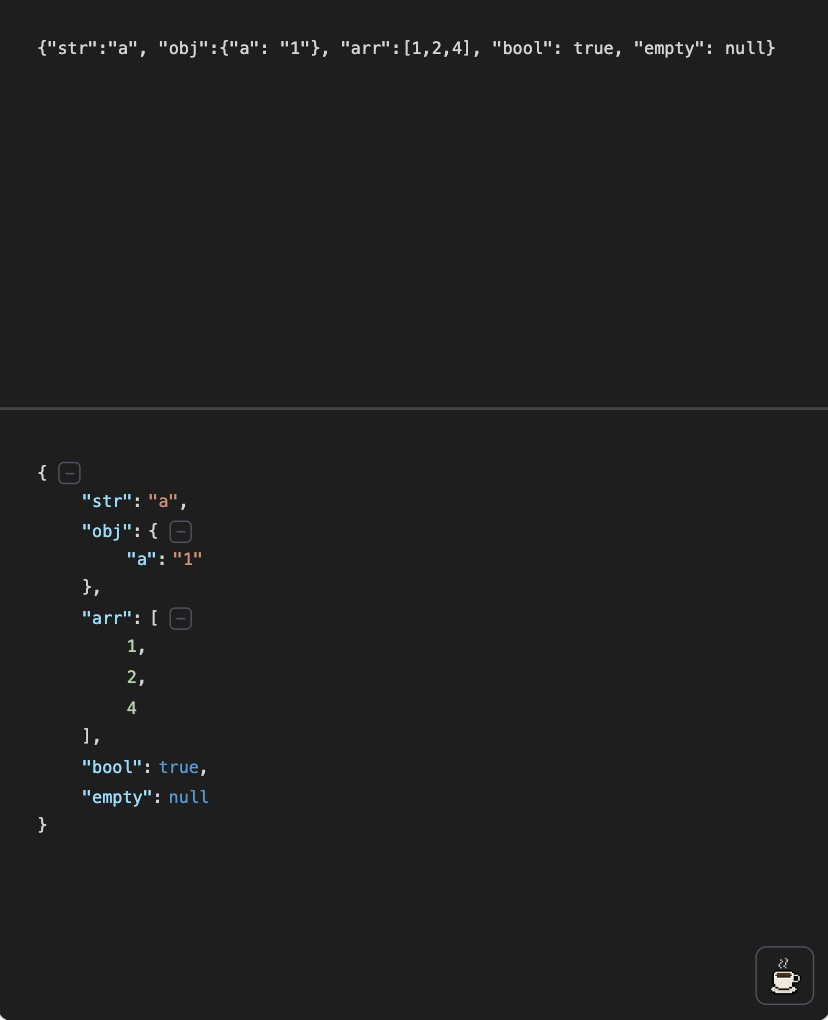 {"str":"a", "obj":{"a": "1"}, "arr":[1,2,4], "bool": true, "empty": null}
{ −
"str": "a",
"obj": { −
"a": "1"
},
"arr": [ −
1,
2,
4
],
"bool": true,
"empty": null
}